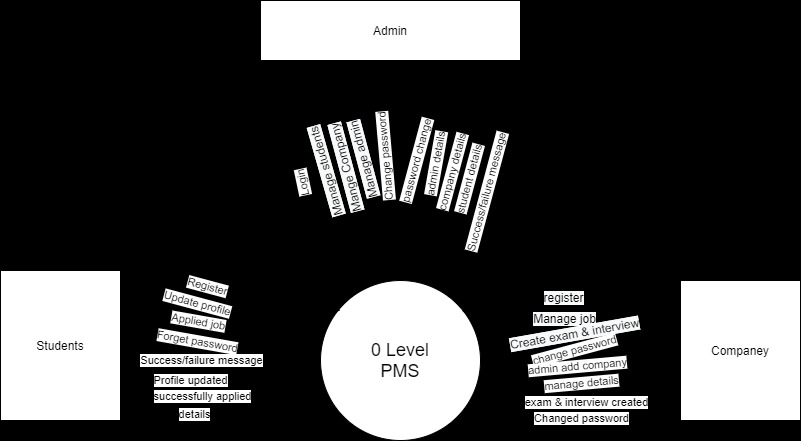 Admin
Login
Manage students
Mange Company
Manage admin
Change password
password change
admin details
company details
student details
Success/failure message
Students
Register
Update profile
Applied job
Forget password
Success/failure message
Profile updated
successfully applied
details
0 Level
PMS
register
Manage job
Create exam & interview
change password
admin add company
manage details
exam & interview created
Changed password
Companey